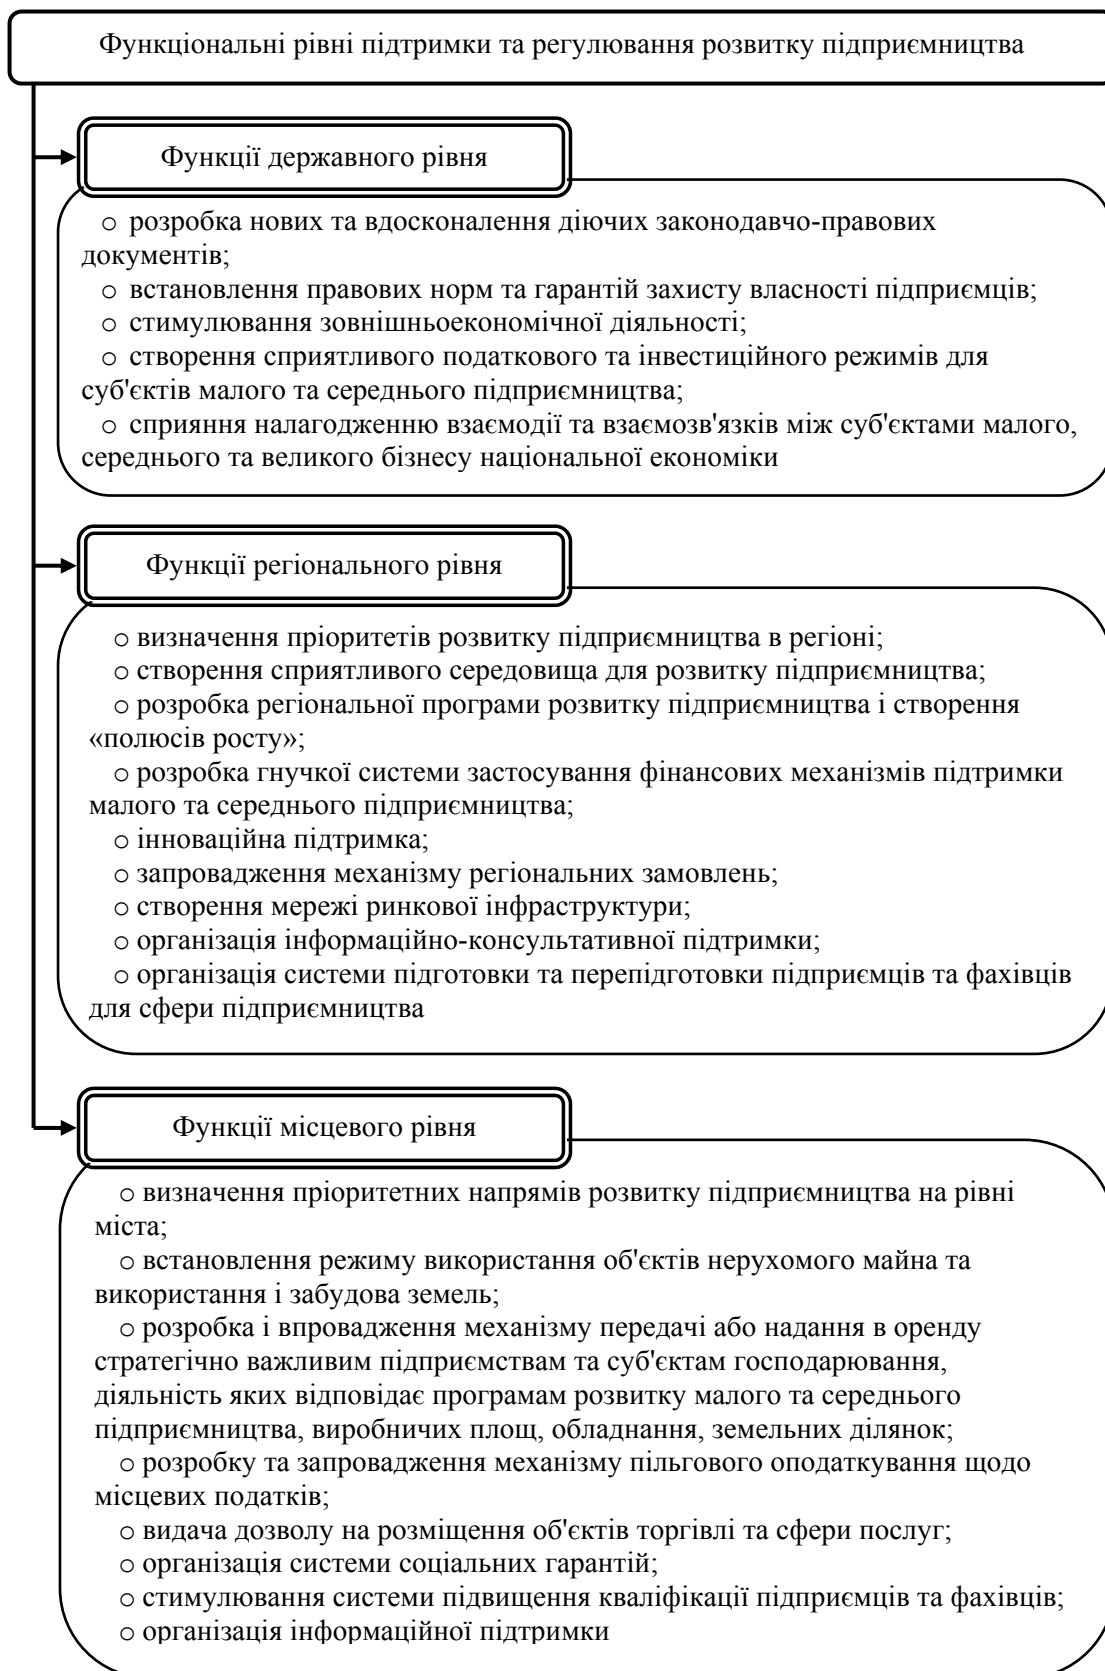 Функціональні рівні підтримки та регулювання розвитку підприємництва
Функції державного рівня
o розробка нових та вдосконалення діючих законодавчо-правових
документів;
o встановлення правових норм та гарантій захисту власності підприємців;
o стимулювання зовнішньоекономічної діяльності;
o створення сприятливого податкового та інвестиційного режимів для
суб'єктів малого та середнього підприємництва;
o сприяння налагодженню взаємодії та взаємозв'язків між суб'єктами малого,
середнього та великого бізнесу національної економіки
Функції регіонального рівня
o визначення пріоритетів розвитку підприємництва в регіоні;
o створення сприятливого середовища для розвитку підприємництва;
o розробка регіональної програми розвитку підприємництва і створення
«полюсів росту»;
o розробка гнучкої системи застосування фінансових механізмів підтримки
малого та середнього підприємництва;
o інноваційна підтримка;
o запровадження механізму регіональних замовлень;
o створення мережі ринкової інфраструктури;
o організація інформаційно-консультативної підтримки;
o організація системи підготовки та перепідготовки підприємців та фахівців
для сфери підприємництва
Функції місцевого рівня
o визначення пріоритетних напрямів розвитку підприємництва на рівні
міста;
o встановлення режиму використання об'єктів нерухомого майна та
використання і забудова земель;
o розробка і впровадження механізму передачі або надання в оренду
стратегічно важливим підприємствам та суб'єктам господарювання,
діяльність яких відповідає програмам розвитку малого та середнього
підприємництва, виробничих площ, обладнання, земельних ділянок;
o розробку та запровадження механізму пільгового оподаткування щодо
місцевих податків;
o видача дозволу на розміщення об'єктів торгівлі та сфери послуг;
o організація системи соціальних гарантій;
o стимулювання системи підвищення кваліфікації підприємців та фахівців;
o організація інформаційної підтримки